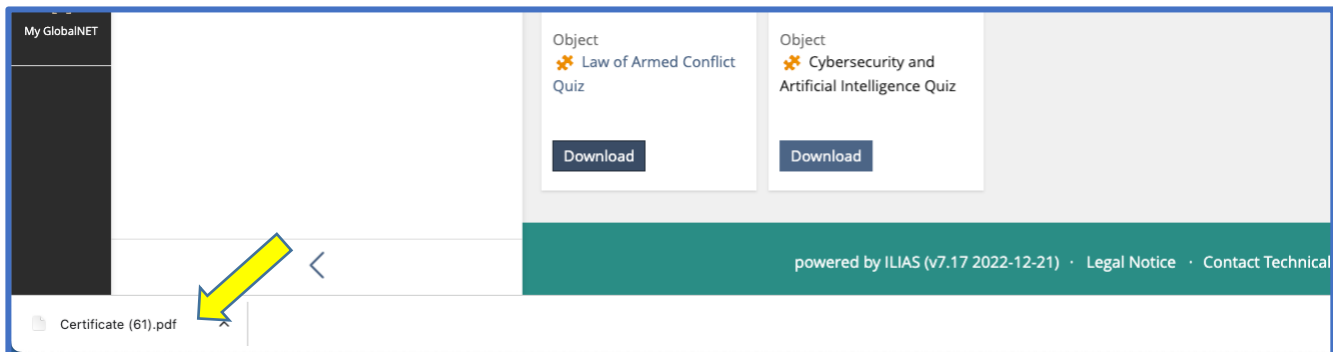 My GlobalNET
Object
Law of Armed Conflict
Quiz
Download
Object
Cybersecurity and
Artificial Intelligence Quiz
Download
powered by ILIAS (v7.17 2022-12-21) · Legal Notice · Contact Technical
Certificate (61).pdf